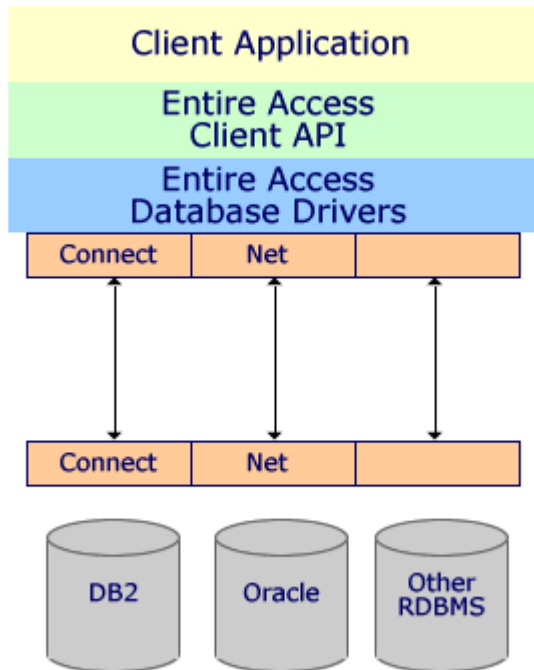 Client Application
Entire Access
Client API
Entire Access
Database Drivers
Connect Net
Connect Net
DB2 Oracle Other
RDBMS